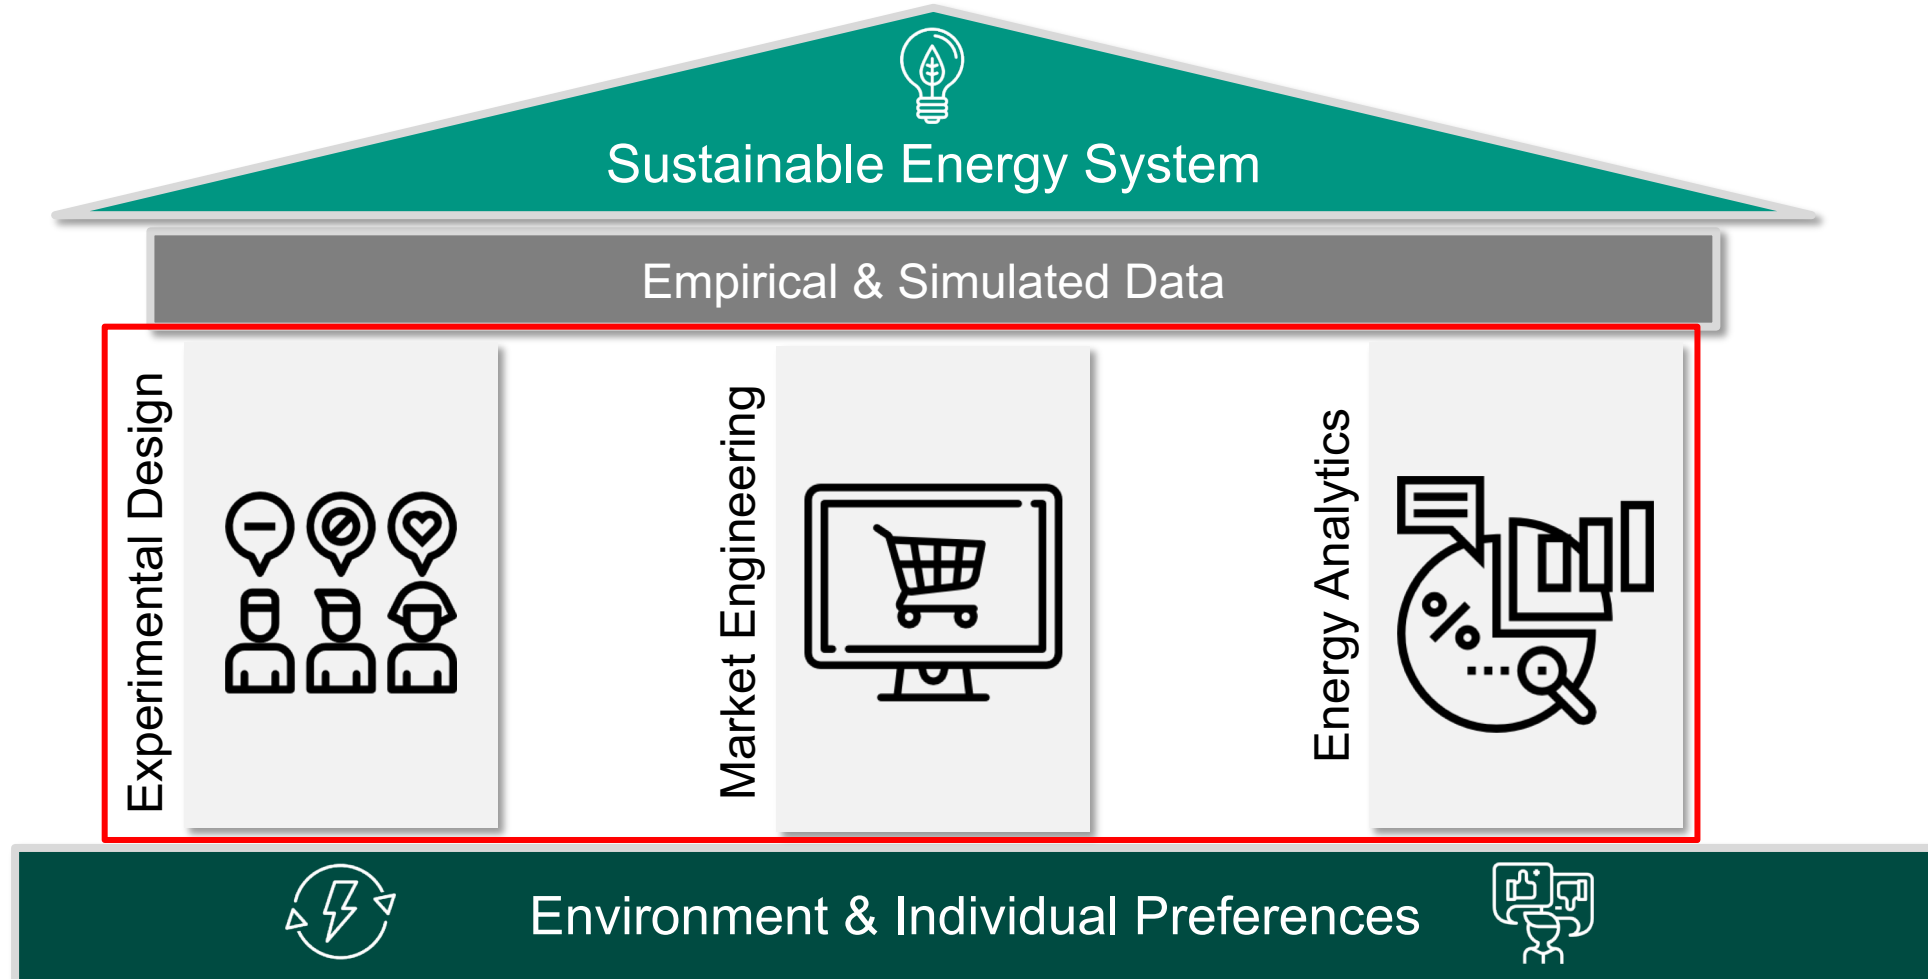 Sustainable Energy System
Empirical & Simulated Data
Experimental Design
Market Engineering
Energy Analytics
Environment & Individual Preferences